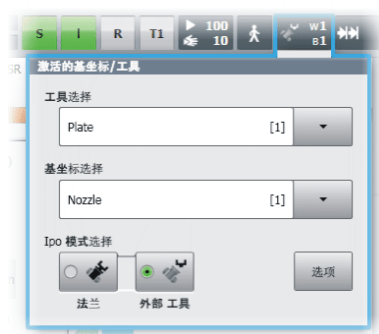 S I R T1 100 10 W1 B1
SR
激活的基坐标/工具
工具选择
Plate [1]
基坐标选择
Nozzle [1]
Ipo 模式选择
选项
法兰 外部 工具